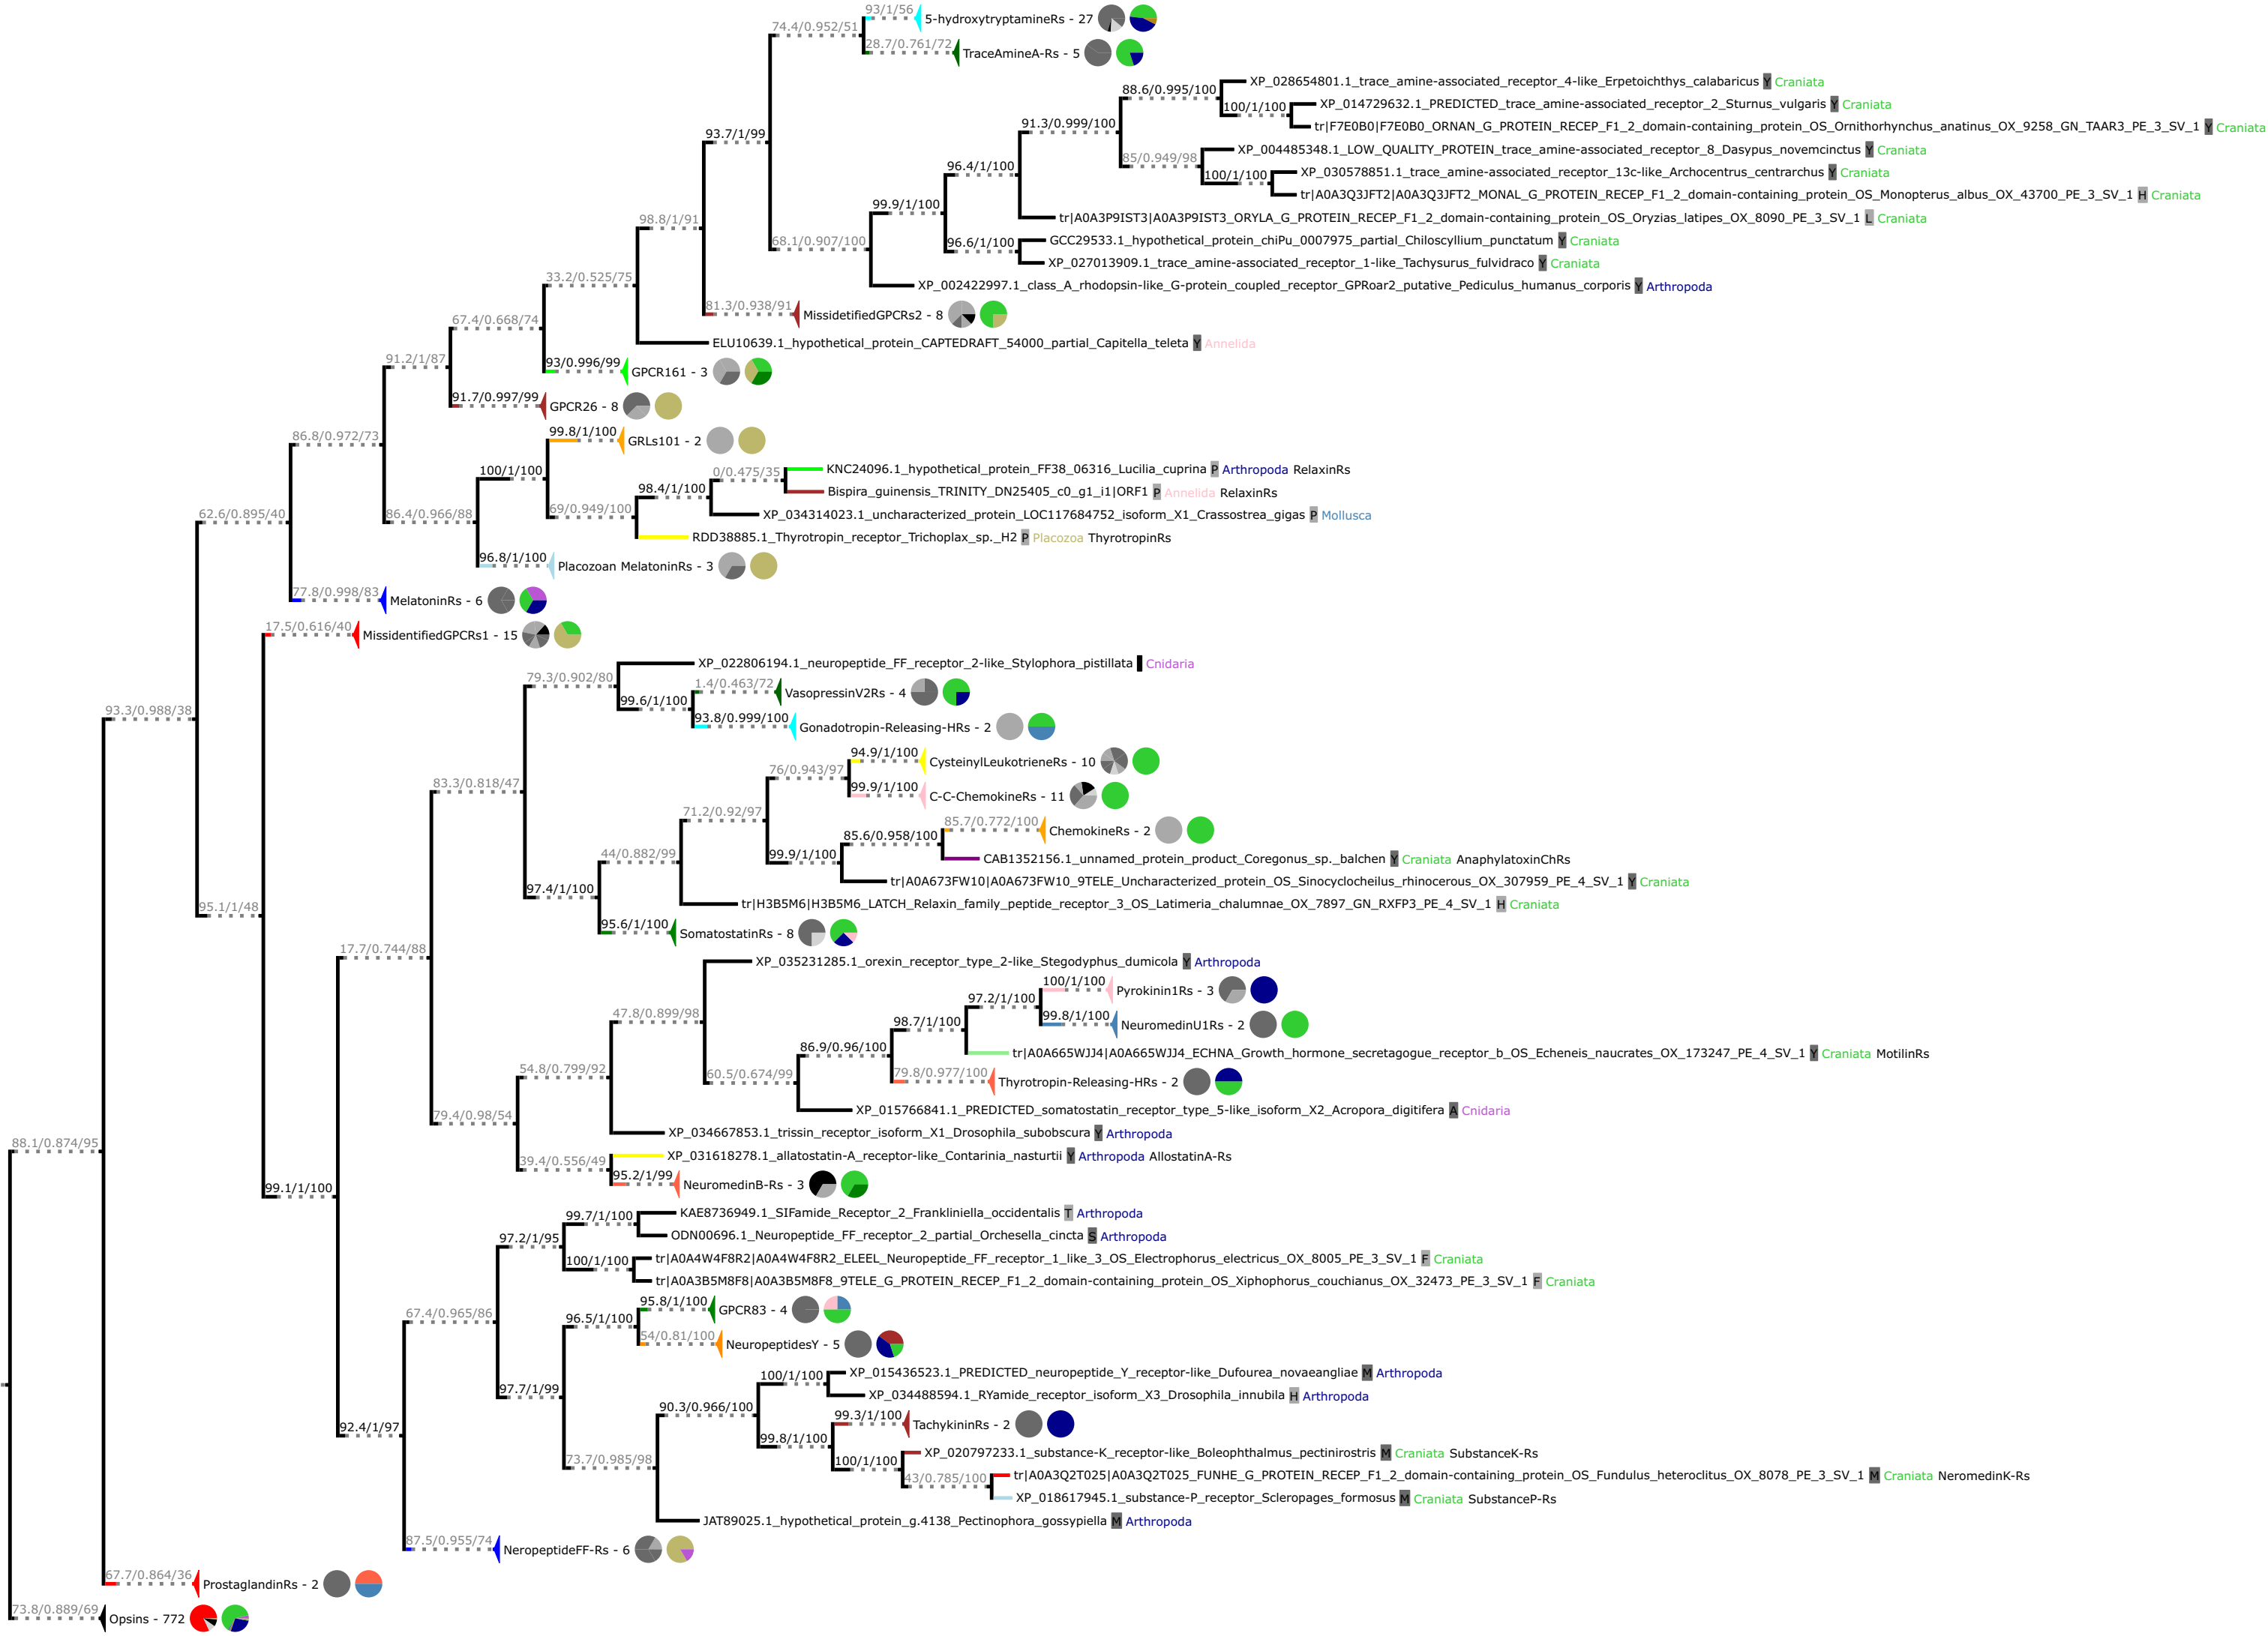 93/1/56
5-hydroxytryptamineRs - 27
74.4/0.952/51
28.7/0.761/72
TraceAmineA-Rs - 5
XP_028654801.1_trace_amine-associated_receptor_4-like_Erpetoichthys_calabaricus Y Craniata
88.6/0.995/100
XP_014729632.1_PREDICTED_trace_amine-associated_receptor_2_Sturnus_vulgaris Y Craniata
100/1/100
tr|F7E0B0|F7E0B0_ORNAN_G_PROTEIN_RECEP_F1_2_domain-containing_protein_OS_Ornithorhynchus_anatinus_OX_9258_GN_TAAR3_PE_3_SV_1 Y Craniata
91.3/0.999/100
93.7/1/99
XP_004485348.1_LOW_QUALITY_PROTEIN_trace_amine-associated_receptor_8_Dasypus_novemcinctus Y Craniata
85/0.949/98
XP_030578851.1_trace_amine-associated_receptor_13c-like_Archocentrus_centrarchus Y Craniata
100/1/100
96.4/1/100
tr|A0A3Q3JFT2|A0A3Q3JFT2_MONAL_G_PROTEIN_RECEP_F1_2_domain-containing_protein_OS_Monopterus_albus_OX_43700_PE_3_SV_1 H Craniata
99.9/1/100
tr|A0A3P9IST3|A0A3P9IST3_ORYLA_G_PROTEIN_RECEP_F1_2_domain-containing_protein_OS_Oryzias_latipes_OX_8090_PE_3_SV_1 L Craniata
98.8/1/91
GCC29533.1_hypothetical_protein_chiPu_0007975_partial_Chiloscyllium_punctatum Y Craniata
68.1/0.907/100
96.6/1/100
XP_027013909.1_trace_amine-associated_receptor_1-like_Tachysurus_fulvidraco Y Craniata
33.2/0.525/75
XP_002422997.1_class_A_rhodopsin-like_G-protein_coupled_receptor_GPRoar2_putative_Pediculus_humanus_corporis Y Arthropoda
81.3/0.938/91
MissidetifiedGPCRs2 - 8
67.4/0.668/74
ELU10639.1_hypothetical_protein_CAPTEDRAFT_54000_partial_Capitella_teleta Y Annelida
91.2/1/87
93/0.996/99
GPCR161 - 3
91.7/0.997/99
GPCR26 - 8
86.8/0.972/73
99.8/1/100
GRLs101 - 2
100/1/100
0/0.475/35
KNC24096.1_hypothetical_protein_FF38_06316_Lucilia_cuprina P Arthropoda RelaxinRs
98.4/1/100
Bispira_guinensis_TRINITY_DN25405_c0_g1_i1|ORF1 P Annelida RelaxinRs
62.6/0.895/40
86.4/0.966/88
69/0.949/100
XP_034314023.1_uncharacterized_protein_LOC117684752_isoform_X1_Crassostrea_gigas P Mollusca
RDD38885.1_Thyrotropin_receptor_Trichoplax_sp._H2 P Placozoa ThyrotropinRs
96.8/1/100
Placozoan MelatoninRs - 3
77.8/0.998/83
MelatoninRs - 6
17.5/0.616/40
MissidentifiedGPCRs1 - 15
XP_022806194.1_neuropeptide_FF_receptor_2-like_Stylophora_pistillata Cnidaria
79.3/0.902/80
1.4/0.463/72
VasopressinV2Rs - 4
99.6/1/100
93.3/0.988/38
93.8/0.999/100
Gonadotropin-Releasing-HRs - 2
94.9/1/100
CysteinylLeukotrieneRs - 10
76/0.943/97
83.3/0.818/47
99.9/1/100
C-C-ChemokineRs - 11
71.2/0.92/97
85.7/0.772/100
ChemokineRs - 2
85.6/0.958/100
44/0.882/99
99.9/1/100
CAB1352156.1_unnamed_protein_product_Coregonus_sp._balchen Y Craniata AnaphylatoxinChRs
97.4/1/100
tr|A0A673FW10|A0A673FW10_9TELE_Uncharacterized_protein_OS_Sinocyclocheilus_rhinocerous_OX_307959_PE_4_SV_1 Y Craniata
95.1/1/48
tr|H3B5M6|H3B5M6_LATCH_Relaxin_family_peptide_receptor_3_OS_Latimeria_chalumnae_OX_7897_GN_RXFP3_PE_4_SV_1 H Craniata
95.6/1/100
SomatostatinRs - 8
17.7/0.744/88
XP_035231285.1_orexin_receptor_type_2-like_Stegodyphus_dumicola Y Arthropoda
100/1/100
Pyrokinin1Rs - 3
97.2/1/100
47.8/0.899/98
99.8/1/100
NeuromedinU1Rs - 2
98.7/1/100
86.9/0.96/100
tr|A0A665WJJ4|A0A665WJJ4_ECHNA_Growth_hormone_secretagogue_receptor_b_OS_Echeneis_naucrates_OX_173247_PE_4_SV_1 Y Craniata MotilinRs
54.8/0.799/92
60.5/0.674/99
79.8/0.977/100
Thyrotropin-Releasing-HRs - 2
79.4/0.98/54
XP_015766841.1_PREDICTED_somatostatin_receptor_type_5-like_isoform_X2_Acropora_digitifera A Cnidaria
XP_034667853.1_trissin_receptor_isoform_X1_Drosophila_subobscura Y Arthropoda
88.1/0.874/95
39.4/0.556/49
XP_031618278.1_allatostatin-A_receptor-like_Contarinia_nasturtii Y Arthropoda AllostatinA-Rs
99.1/1/100
95.2/1/99
NeuromedinB-Rs - 3
99.7/1/100
KAE8736949.1_SIFamide_Receptor_2_Frankliniella_occidentalis T Arthropoda
97.2/1/95
ODN00696.1_Neuropeptide_FF_receptor_2_partial_Orchesella_cincta S Arthropoda
100/1/100
tr|A0A4W4F8R2|A0A4W4F8R2_ELEEL_Neuropeptide_FF_receptor_1_like_3_OS_Electrophorus_electricus_OX_8005_PE_3_SV_1 F Craniata
tr|A0A3B5M8F8|A0A3B5M8F8_9TELE_G_PROTEIN_RECEP_F1_2_domain-containing_protein_OS_Xiphophorus_couchianus_OX_32473_PE_3_SV_1 F Craniata
67.4/0.965/86
95.8/1/100
GPCR83 - 4
96.5/1/100
54/0.81/100
NeuropeptidesY - 5
97.7/1/99
100/1/100
XP_015436523.1_PREDICTED_neuropeptide_Y_receptor-like_Dufourea_novaeangliae M Arthropoda
XP_034488594.1_RYamide_receptor_isoform_X3_Drosophila_innubila H Arthropoda
90.3/0.966/100
92.4/1/97
99.3/1/100
TachykininRs - 2
99.8/1/100
73.7/0.985/98
XP_020797233.1_substance-K_receptor-like_Boleophthalmus_pectinirostris M Craniata SubstanceK-Rs
100/1/100
43/0.785/100
tr|A0A3Q2T025|A0A3Q2T025_FUNHE_G_PROTEIN_RECEP_F1_2_domain-containing_protein_OS_Fundulus_heteroclitus_OX_8078_PE_3_SV_1 M Craniata NeromedinK-Rs
XP_018617945.1_substance-P_receptor_Scleropages_formosus M Craniata SubstanceP-Rs
JAT89025.1_hypothetical_protein_g.4138_Pectinophora_gossypiella M Arthropoda
87.5/0.955/74
NeropeptideFF-Rs - 6
67.7/0.864/36
ProstaglandinRs - 2
73.8/0.889/69
Opsins - 772